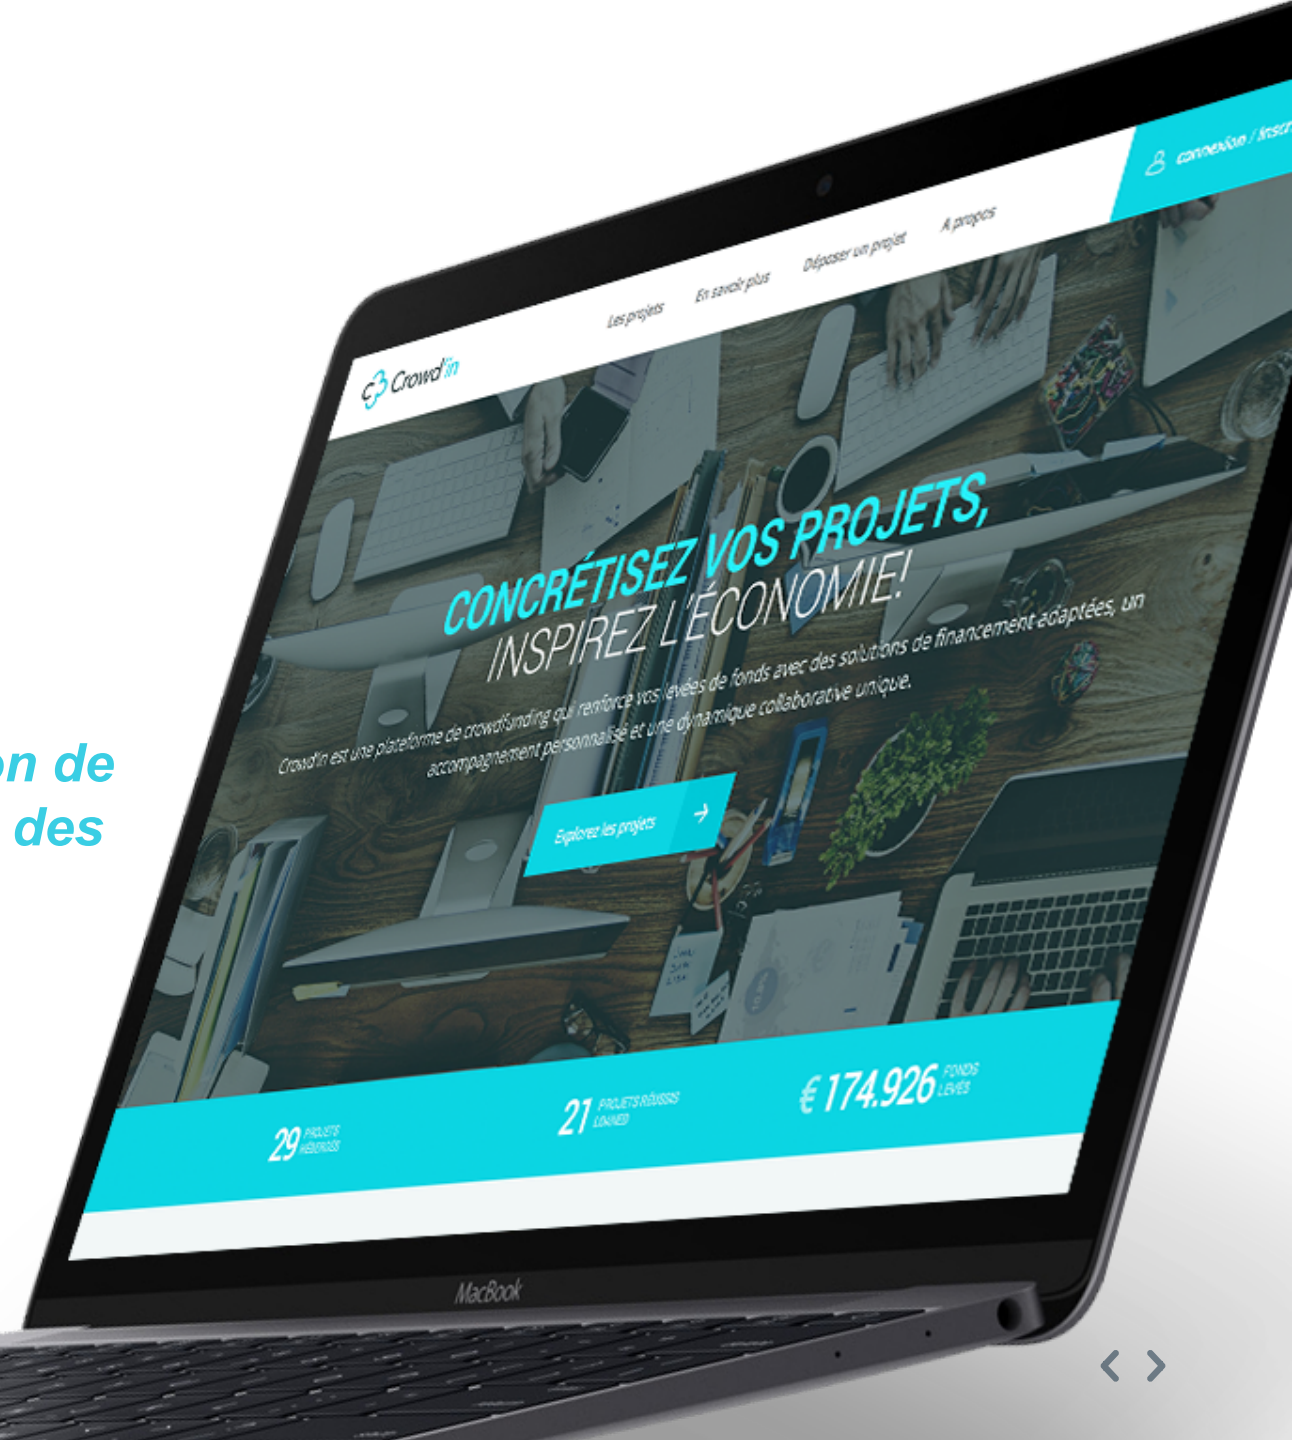 connexion /
Les projets
En savoir plus
Déposer un projet
A propos
Crowd'in
CONCRÉTISEZ VOS PROJETS,
INSPIREZ L'ÉCONOMIE!
Crowd'in est une plateforme de crowdfunding qui renforce vos levées de fonds avec des solutions de financement adaptées, un
accompagnement personnalisé et une dynamique collaborative unique.
Explorez les projets
de
des
29 PROJETS
HÉBERGÉS
21 PROJETS RÉUSSIS
€ 174.926 FONDS
LEVÉS
MacBook